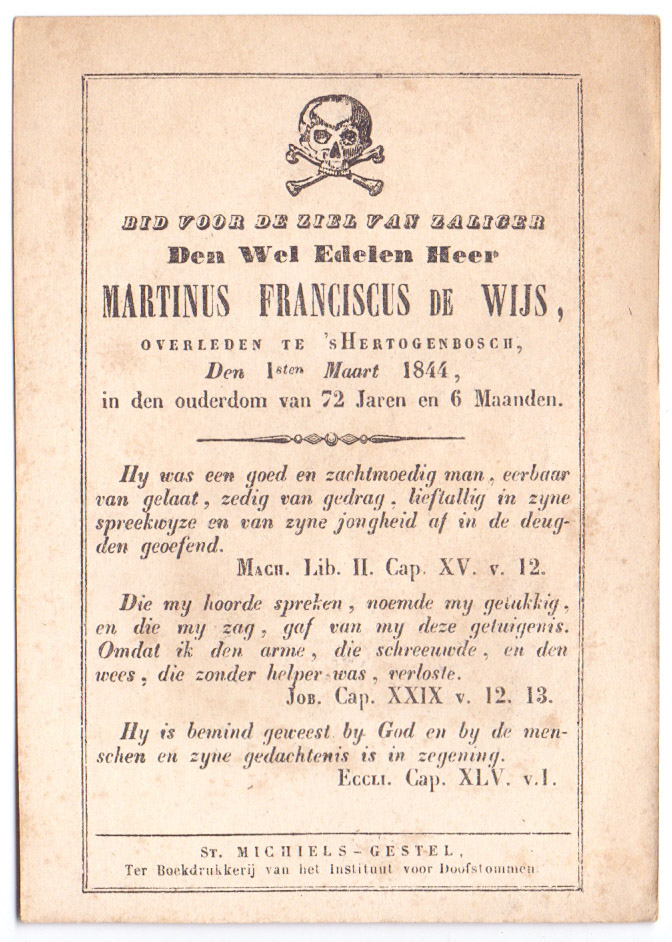 BID VOOR DE ZIEL VAN ZALIGER
Den Wel Edelen Heer
MARTINUS FRANCISCUS DE WIJS,
OVERLEDEN TE 'sHERTOGENBOSCH,
Den 1sten Maart 1844,
in den ouderdom van 72 Jaren en 6 Maanden.
Hy was een goed en zachtmoedig man, eerbaar
van gelaat, zedig van gedrag, lieftallig in zyne
spreekwyze en van zyne jongheid af in de deug-
den geoefend.
MACH. Lib. II. Cap. XV. v. 12.
Die my hoorde spreken, noemde my gelukkig,
en die my zag, gaf van my deze getuigenis.
Omdat ik den arme, die schreeuwde, en den
wees, die zonder helper was, verloste.
JOB. Cap. XXIX v. 12. 13.
Hy is bemind geweest by God en by de men-
schen en zyne gedachtenis is in zegening.
ECCLI. Cap. XLV. v.1.
ST. MICHIELS-GESTEL,
Ter Boekdrukkerij van het Instituut voor Doofstommen.